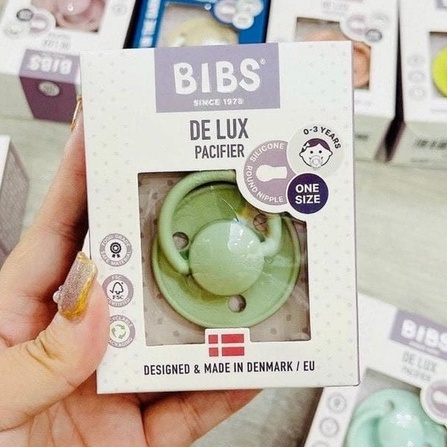 BIBS®
SINCE 1978
DE LUX
PACIFIER
0-3 YEARS
SILICONE
ROUND NIPPLE
ONE
SIZE
FSC
DESIGNED & MADE IN DENMARK / EU
BIBS
DE LUX
PACIFIER
BIBS